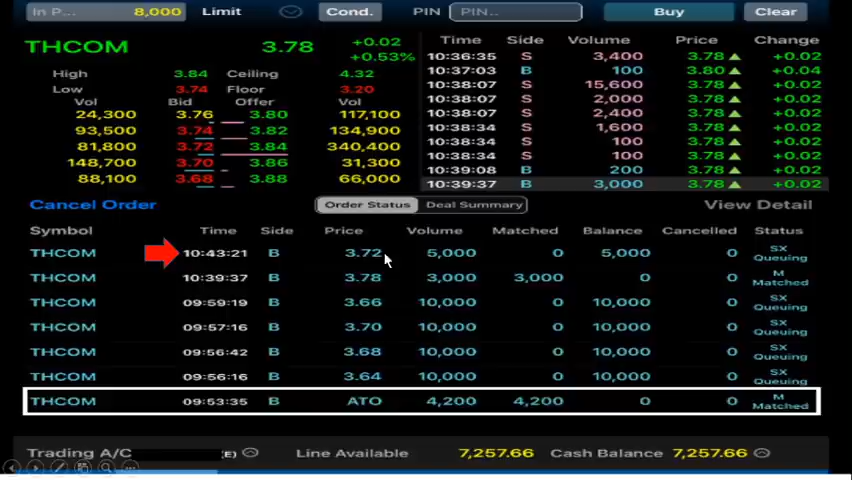 In P... 8,000 Limit Cond. PIN PIN.. Buy Clear
THCOM 3.78 +0.02
+0.53%
High 3.84 Ceiling 4.32
Low 3.74 Floor 3.20
Vol Bid Offer Vol
24,300 3.76 3.80 117,100
93,500 3.74 3.82 134,900
81,800 3.72 3.84 340,400
148,700 3.70 3.86 31,300
88,100 3.68 3.88 66,000
Time Side Volume Price Change
10:36:35 S 3,400 3.78 +0.02
10:37:03 B 100 3.80 +0.04
10:38:07 S 15,600 3.78 +0.02
10:38:07 S 2,000 3.78 +0.02
10:38:07 S 2,400 3.78 +0.02
10:38:34 S 1,600 3.78 +0.02
10:38:34 S 100 3.78 +0.02
10:38:34 S 100 3.78 +0.02
10:39:08 B 200 3.78 +0.02
10:39:37 B 3,000 3.78 +0.02
Cancel Order Order Status Deal Summary View Detail
Symbol Time Side Price Volume Matched Balance Cancelled Status
THCOM 10:43:21 B 3.72 5,000 0 5,000 0 SX Queuing
THCOM 10:39:37 B 3.78 3,000 3,000 0 0 M Matched
THCOM 09:59:19 B 3.66 10,000 0 10,000 0 SX Queuing
THCOM 09:57:16 B 3.70 10,000 0 10,000 0 SX Queuing
THCOM 09:56:42 B 3.68 10,000 0 10,000 0 SX Queuing
THCOM 09:56:16 B 3.64 10,000 0 10,000 0 SX Queuing
THCOM 09:53:35 B ATO 4,200 4,200 0 0 M Matched
Trading A/C (E) Line Available 7,257.66 Cash Balance 7,257.66